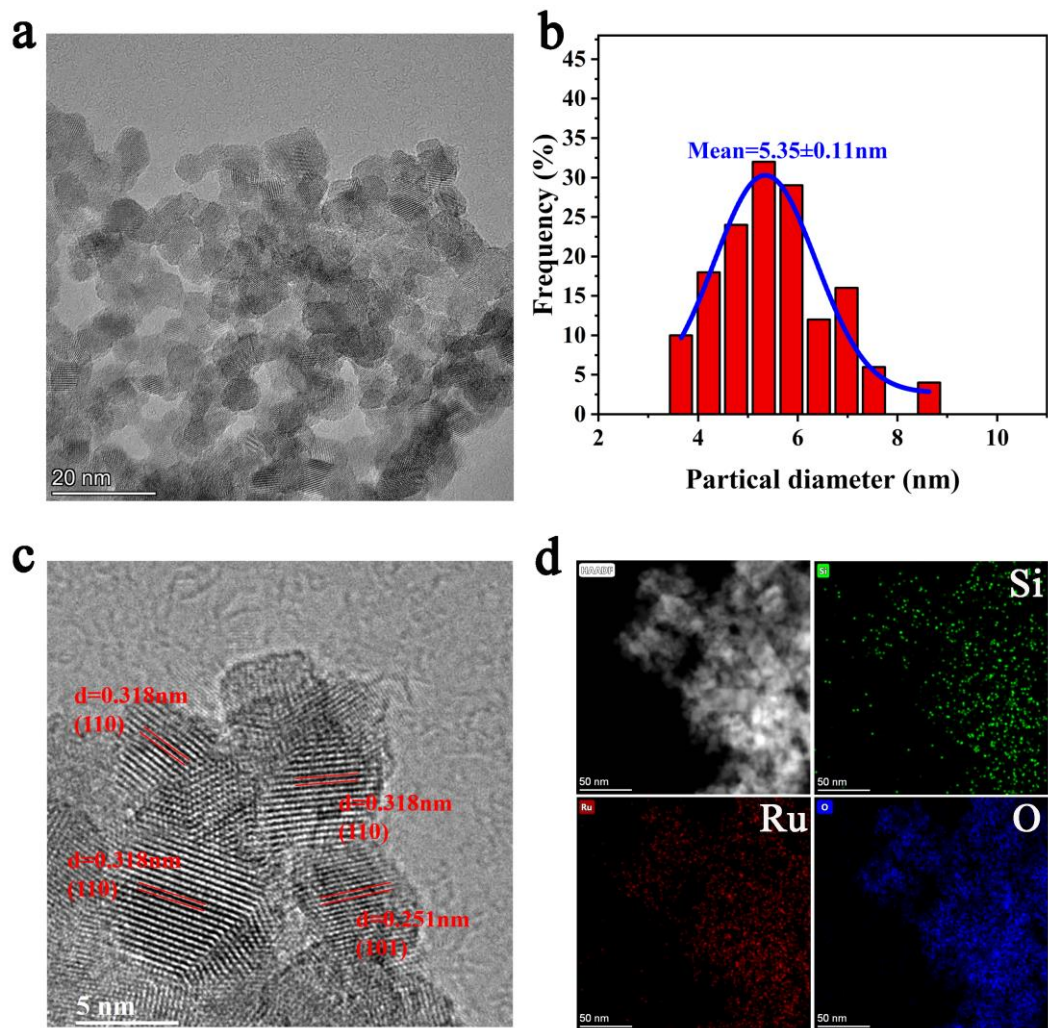 a
20 nm
b
Mean=5.35±0.11nm
Frequency (%)
45
40
35
30
25
20
15
10
5
0
2
4
6
8
10
Partical diameter (nm)
c
d=0.318nm
(110)
d=0.318nm
(110)
d=0.318nm
(110)
d=0.251nm
(101)
5 nm
d
HAADF
50 nm
Si
Si
50 nm
Ru
Ru
50 nm
O
O
50 nm